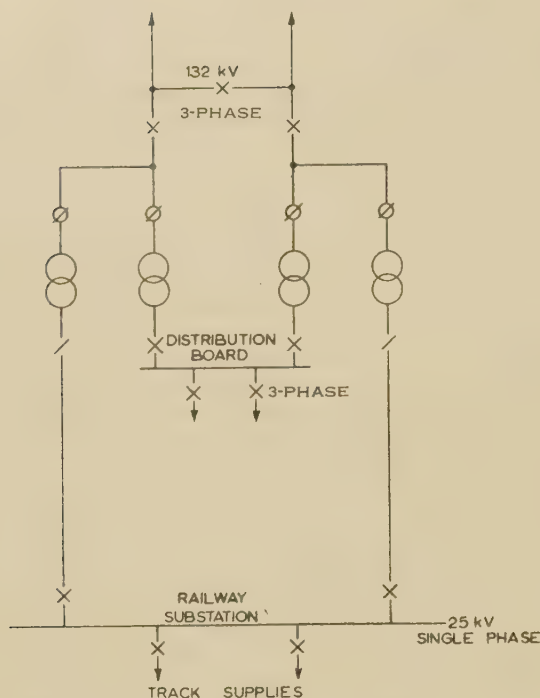 132 kV
3-PHASE
DISTRIBUTION
BOARD
3-PHASE
RAILWAY
SUBSTATION
25 kV
SINGLE PHASE
TRACK SUPPLIES